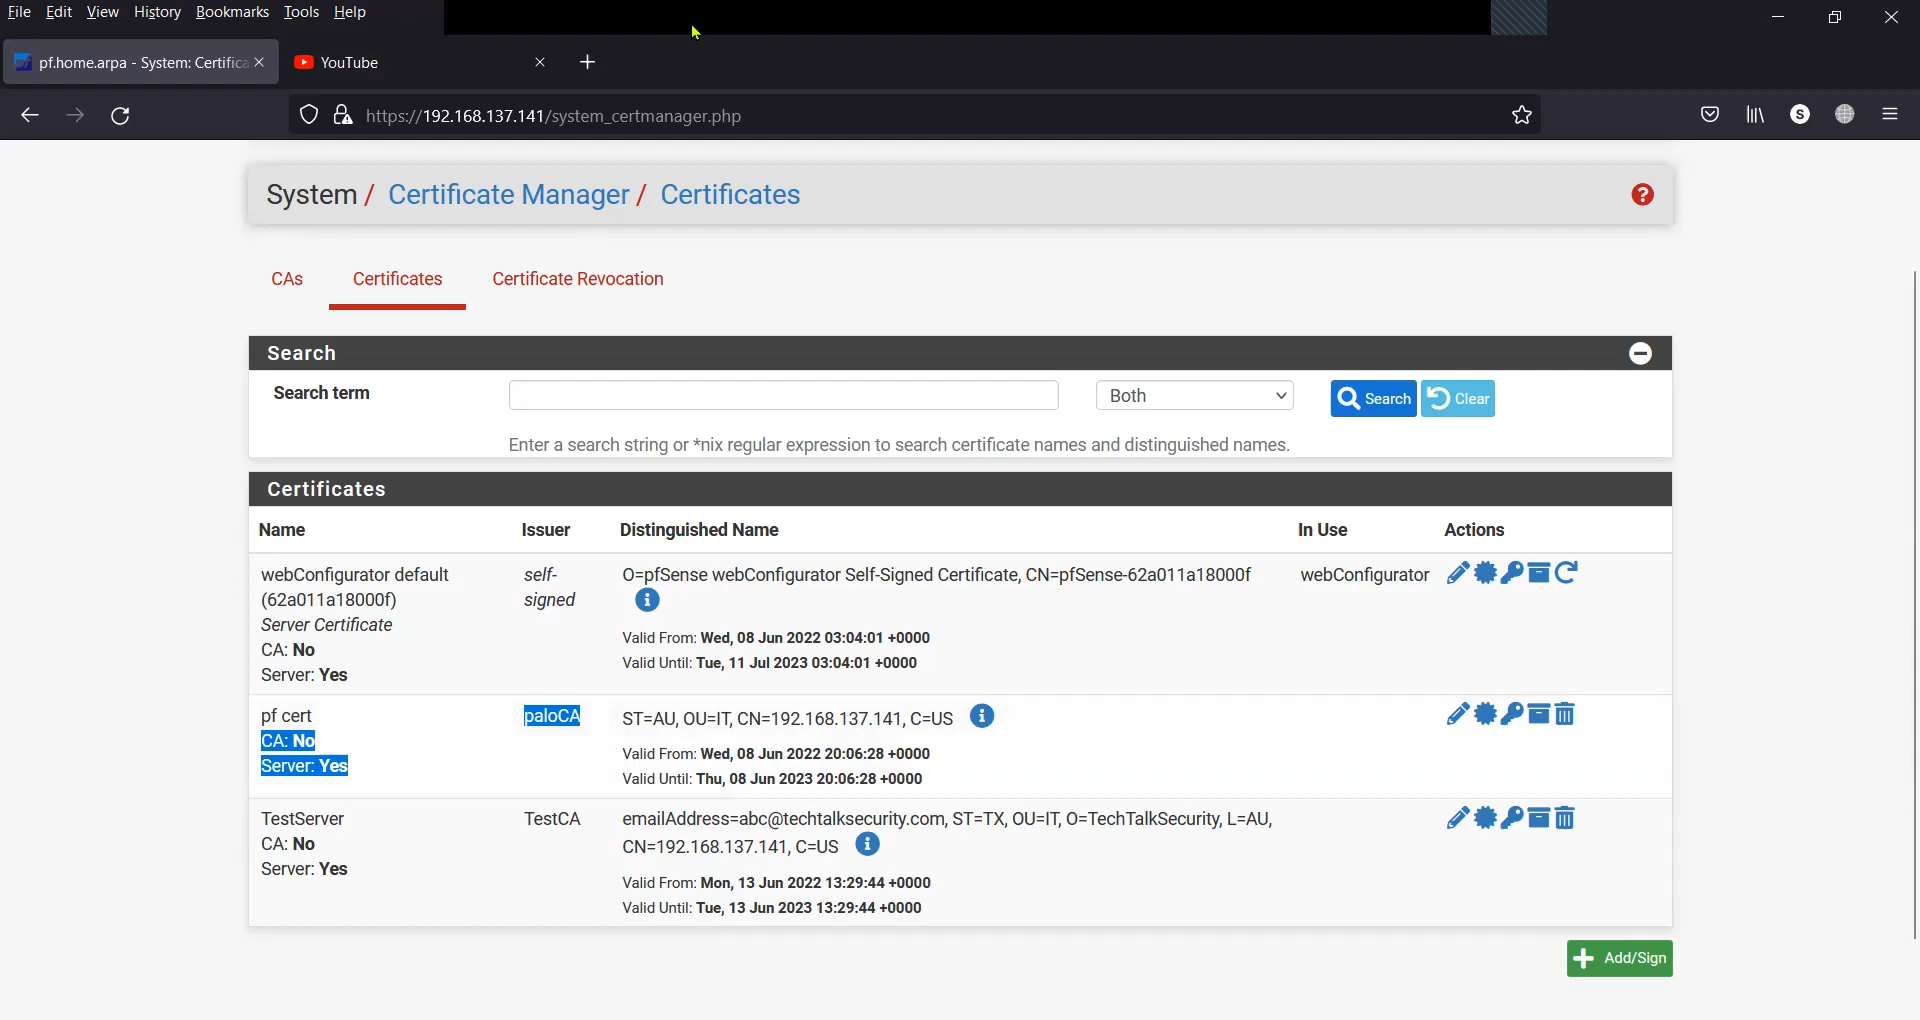 File Edit View History Bookmarks Tools Help
pf.home.arpa - System: Certifica
YouTube
https://192.168.137.141/system_certmanager.php
S
System / Certificate Manager / Certificates
?
CAs Certificates Certificate Revocation
Search
Search term Both Search Clear
Enter a search string or *nix regular expression to search certificate names and distinguished names.
Certificates
Name Issuer Distinguished Name In Use Actions
webConfigurator default
(62a011a18000f)
Server Certificate
CA: No
Server: Yes
self-
signed
O=pfSense webConfigurator Self-Signed Certificate, CN=pfSense-62a011a18000f
i
Valid From: Wed, 08 Jun 2022 03:04:01 +0000
Valid Until: Tue, 11 Jul 2023 03:04:01 +0000
webConfigurator
pf cert
CA: No
Server: Yes
paloCA
ST=AU, OU=IT, CN=192.168.137.141, C=US i
Valid From: Wed, 08 Jun 2022 20:06:28 +0000
Valid Until: Thu, 08 Jun 2023 20:06:28 +0000
TestServer
CA: No
Server: Yes
TestCA
emailAddress=abc@techtalksecurity.com, ST=TX, OU=IT, O=TechTalkSecurity, L=AU,
CN=192.168.137.141, C=US i
Valid From: Mon, 13 Jun 2022 13:29:44 +0000
Valid Until: Tue, 13 Jun 2023 13:29:44 +0000
Add/Sign